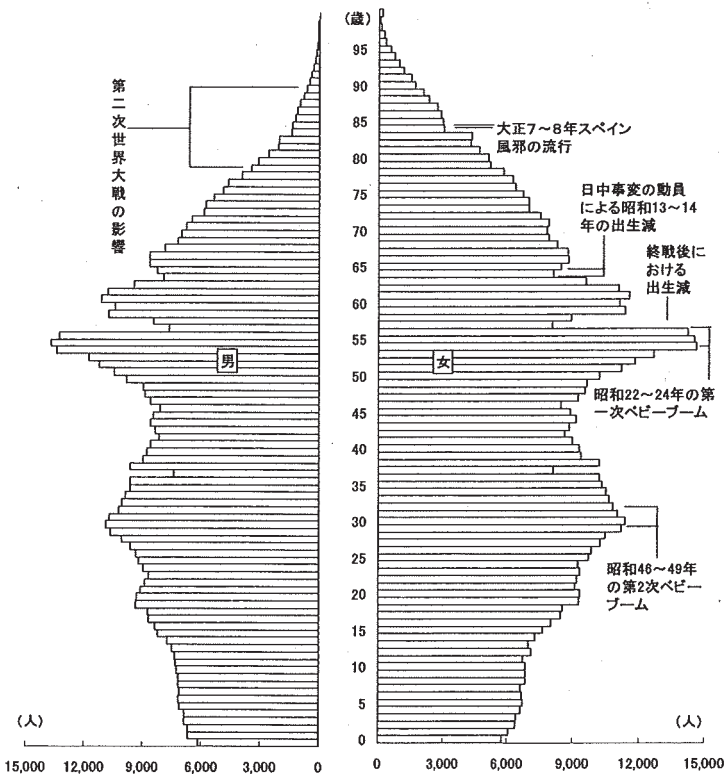 (歳)
95
90
85
80
75
70
65
60
55
50
45
40
35
30
25
20
15
10
5
0
第二次世界大戦の影響
大正7～8年スペイン
風邪の流行
日中事変の動員
による昭和13～14
年の出生減
終戦後に
おける
出生減
男
女
昭和22～24年の第
一次ベビーブーム
昭和46～49年
の第2次ベビー
ブーム
(人)
(人)
15,000 12,000 9,000 6,000 3,000 0
0 3,000 6,000 9,000 12,000 15,000